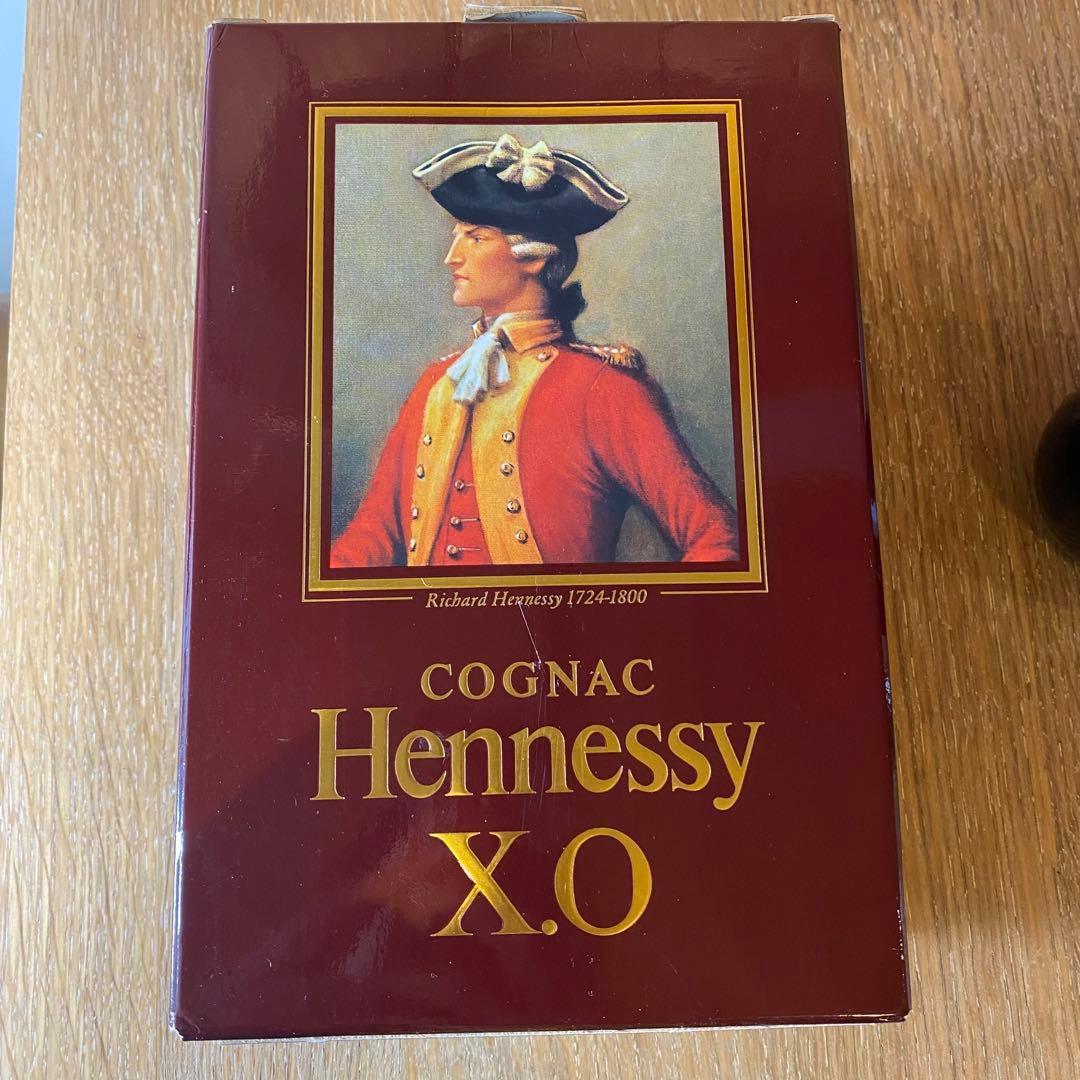 Richard Hennessy 1724-1800
COGNAC
Hennessy
X.O